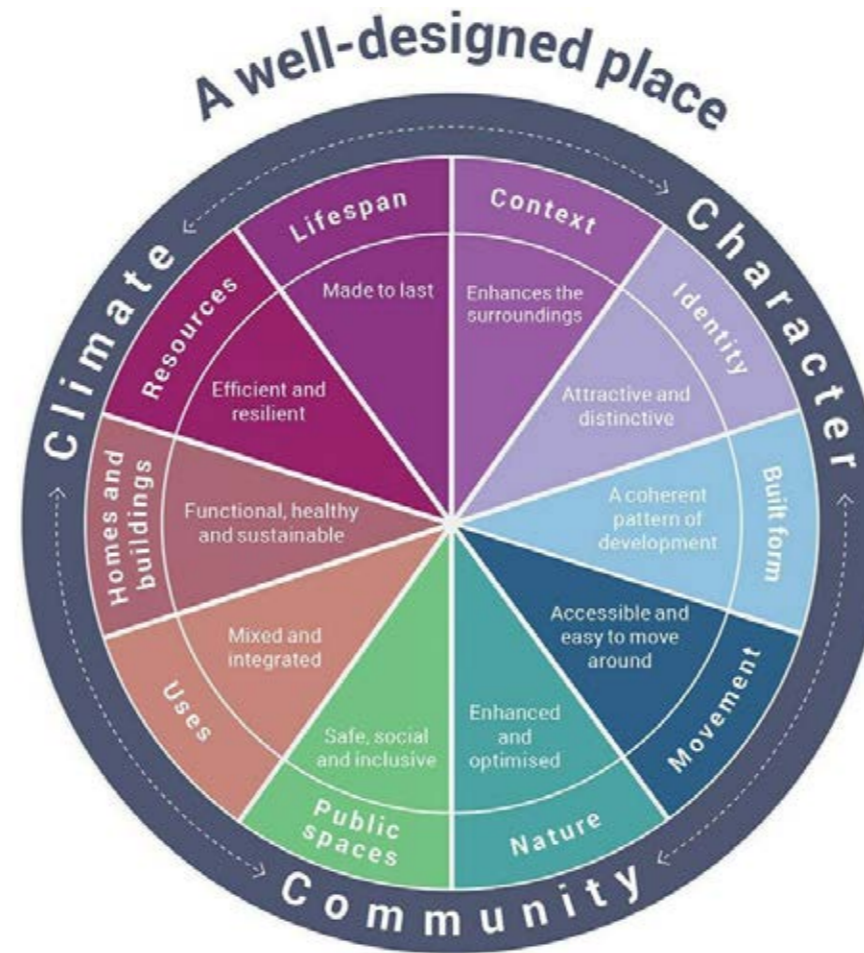 A well-designed place
Climate
Character
Community
Context
Enhances the
surroundings
Identity
Attractive and
distinctive
Built form
A coherent
pattern of
development
Movement
Accessible and
easy to move
around
Nature
Enhanced
and
optimised
Public
spaces
Safe, social
and inclusive
Uses
Mixed and
integrated
Homes and
buildings
Functional, healthy
and sustainable
Resources
Efficient and
resilient
Lifespan
Made to last